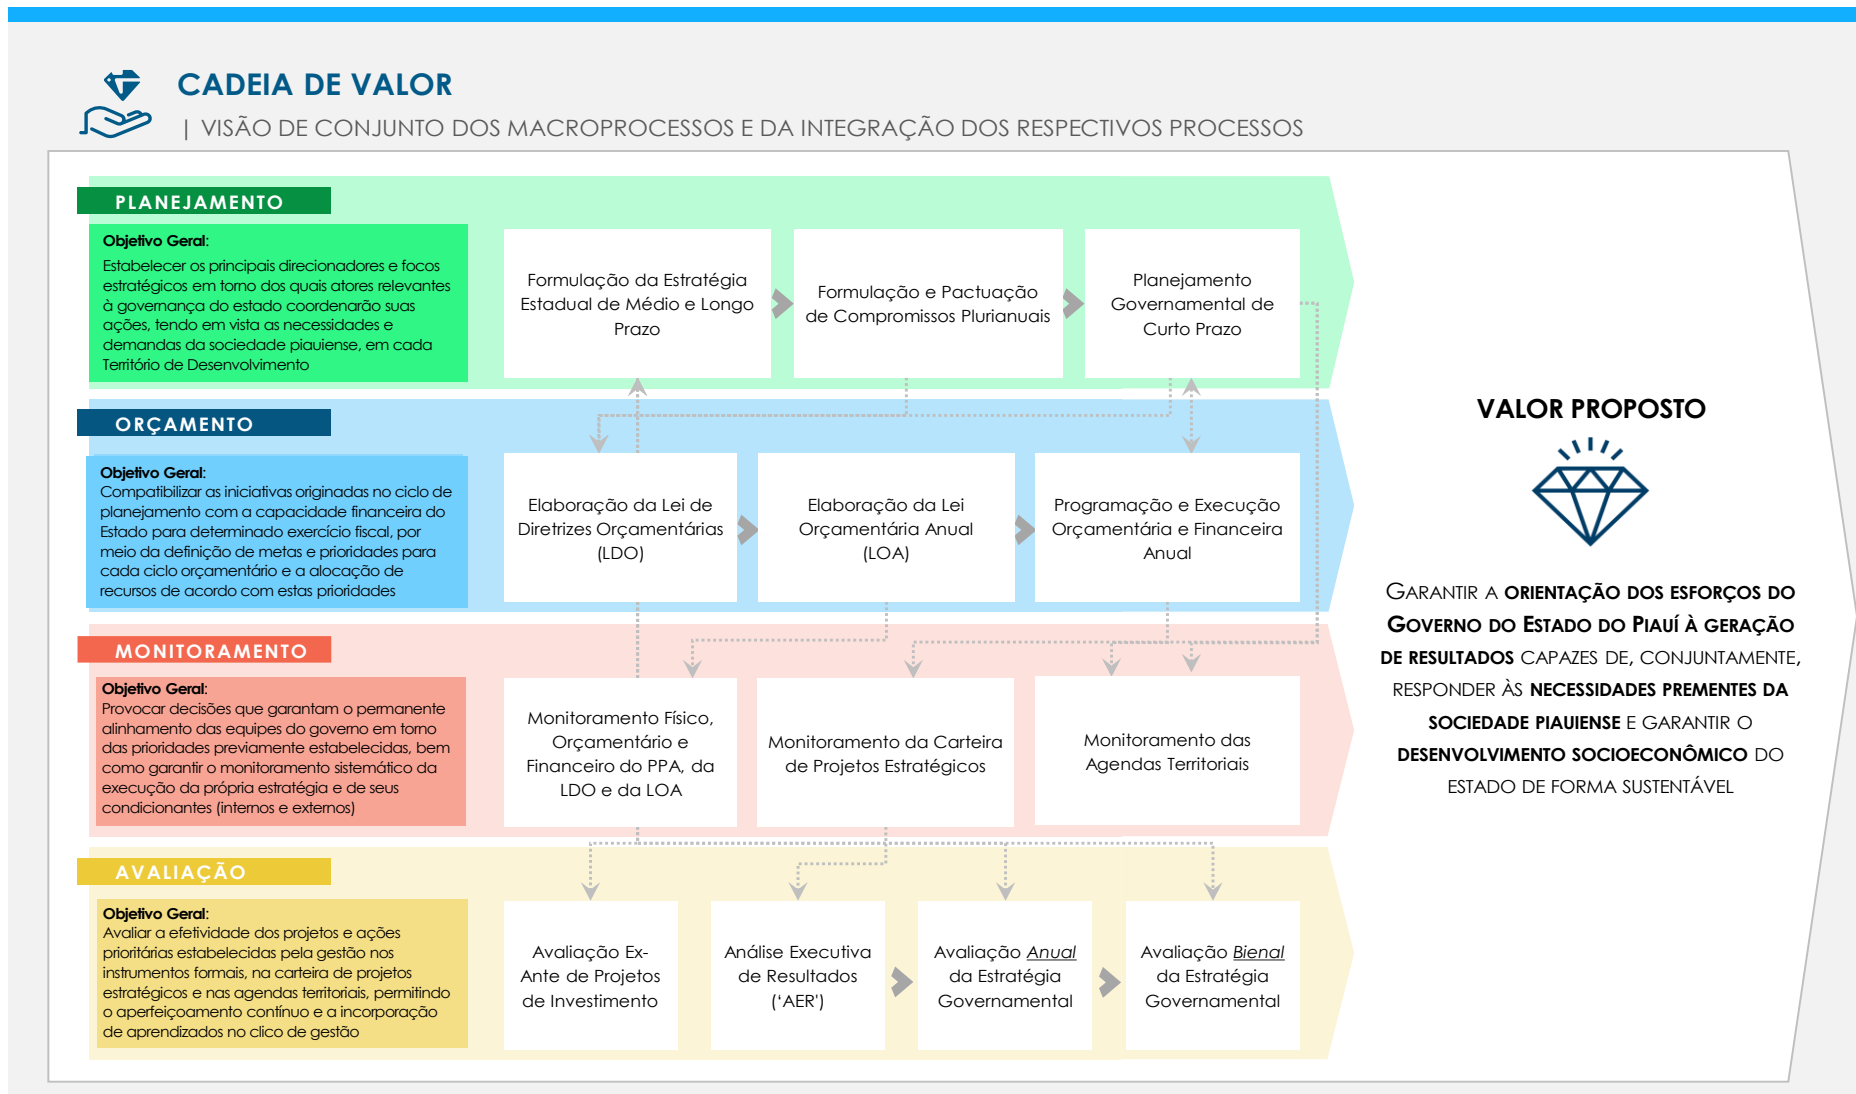 CADEIA DE VALOR
| VISÃO DE CONJUNTO DOS MACROPROCESSOS E DA INTEGRAÇÃO DOS RESPECTIVOS PROCESSOS
PLANEJAMENTO
Objetivo Geral:
Estabelecer os principais direcionadores e focos
estratégicos em torno dos quais atores relevantes
à governança do estado coordenarão suas
ações, tendo em vista as necessidades e
demandas da sociedade piauiense, em cada
Território de Desenvolvimento
Formulação da Estratégia
Estadual de Médio e Longo
Prazo
Formulação e Pactuação
de Compromissos Plurianuais
Planejamento
Governamental de
Curto Prazo
ORÇAMENTO
Objetivo Geral:
Compatibilizar as iniciativas originadas no ciclo de
planejamento com a capacidade financeira do
Estado para determinado exercício fiscal, por
meio da definição de metas e prioridades para
cada ciclo orçamentário e a alocação de
recursos de acordo com estas prioridades
Elaboração da Lei de
Diretrizes Orçamentárias
(LDO)
Elaboração da Lei
Orçamentária Anual
(LOA)
Programação e Execução
Orçamentária e Financeira
Anual
MONITORAMENTO
Objetivo Geral:
Provocar decisões que garantam o permanente
alinhamento das equipes do governo em torno
das prioridades previamente estabelecidas, bem
como garantir o monitoramento sistemático da
execução da própria estratégia e de seus
condicionantes (internos e externos)
Monitoramento Físico,
Orçamentário e
Financeiro do PPA, da
LDO e da LOA
Monitoramento da Carteira
de Projetos Estratégicos
Monitoramento das
Agendas Territoriais
AVALIAÇÃO
Objetivo Geral:
Avaliar a efetividade dos projetos e ações
prioritárias estabelecidas pela gestão nos
instrumentos formais, na carteira de projetos
estratégicos e nas agendas territoriais, permitindo
o aperfeiçoamento contínuo e a incorporação
de aprendizados no clico de gestão
Avaliação Ex-
Ante de Projetos
de Investimento
Análise Executiva
de Resultados
(‘AER')
Avaliação Anual
da Estratégia
Governamental
Avaliação Bienal
da Estratégia
Governamental
VALOR PROPOSTO
GARANTIR A ORIENTAÇÃO DOS ESFORÇOS DO
GOVERNO DO ESTADO DO PIAUÍ À GERAÇÃO
DE RESULTADOS CAPAZES DE, CONJUNTAMENTE,
RESPONDER ÀS NECESSIDADES PREMENTES DA
SOCIEDADE PIAUIENSE E GARANTIR O
DESENVOLVIMENTO SOCIOECONÔMICO DO
ESTADO DE FORMA SUSTENTÁVEL